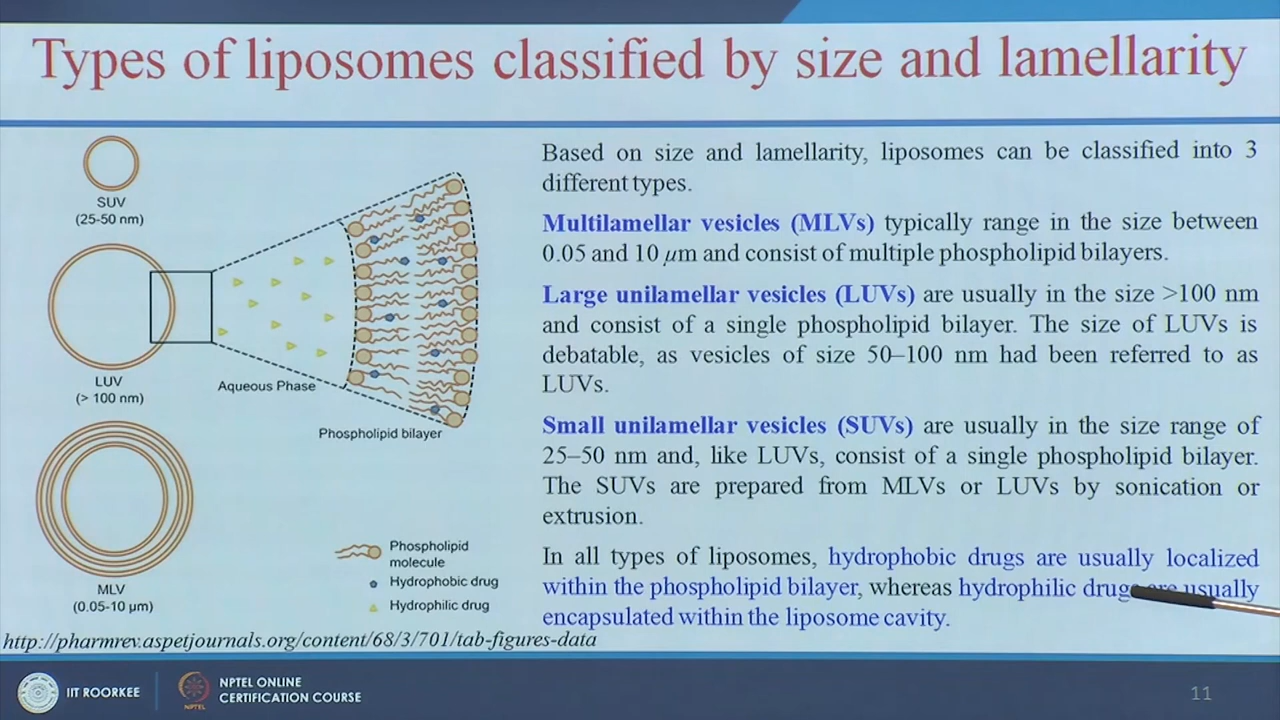 Types of liposomes classified by size and lamellarity
SUV
(25-50 nm)
LUV
(> 100 nm)
Aqueous Phase
Phospholipid bilayer
MLV
(0.05-10 µm)
Phospholipid
molecule
Hydrophobic drug
Hydrophilic drug
http://pharmrev.aspetjournals.org/content/68/3/701/tab-figures-data
Based on size and lamellarity, liposomes can be classified into 3
different types.
Multilamellar vesicles (MLVs) typically range in the size between
0.05 and 10 µm and consist of multiple phospholipid bilayers.
Large unilamellar vesicles (LUVs) are usually in the size >100 nm
and consist of a single phospholipid bilayer. The size of LUVs is
debatable, as vesicles of size 50–100 nm had been referred to as
LUVs.
Small unilamellar vesicles (SUVs) are usually in the size range of
25–50 nm and, like LUVs, consist of a single phospholipid bilayer.
The SUVs are prepared from MLVs or LUVs by sonication or
extrusion.
In all types of liposomes, hydrophobic drugs are usually localized
within the phospholipid bilayer, whereas hydrophilic drugs are usually
encapsulated within the liposome cavity.
IIT ROORKEE
NPTEL
NPTEL ONLINE
CERTIFICATION COURSE
11